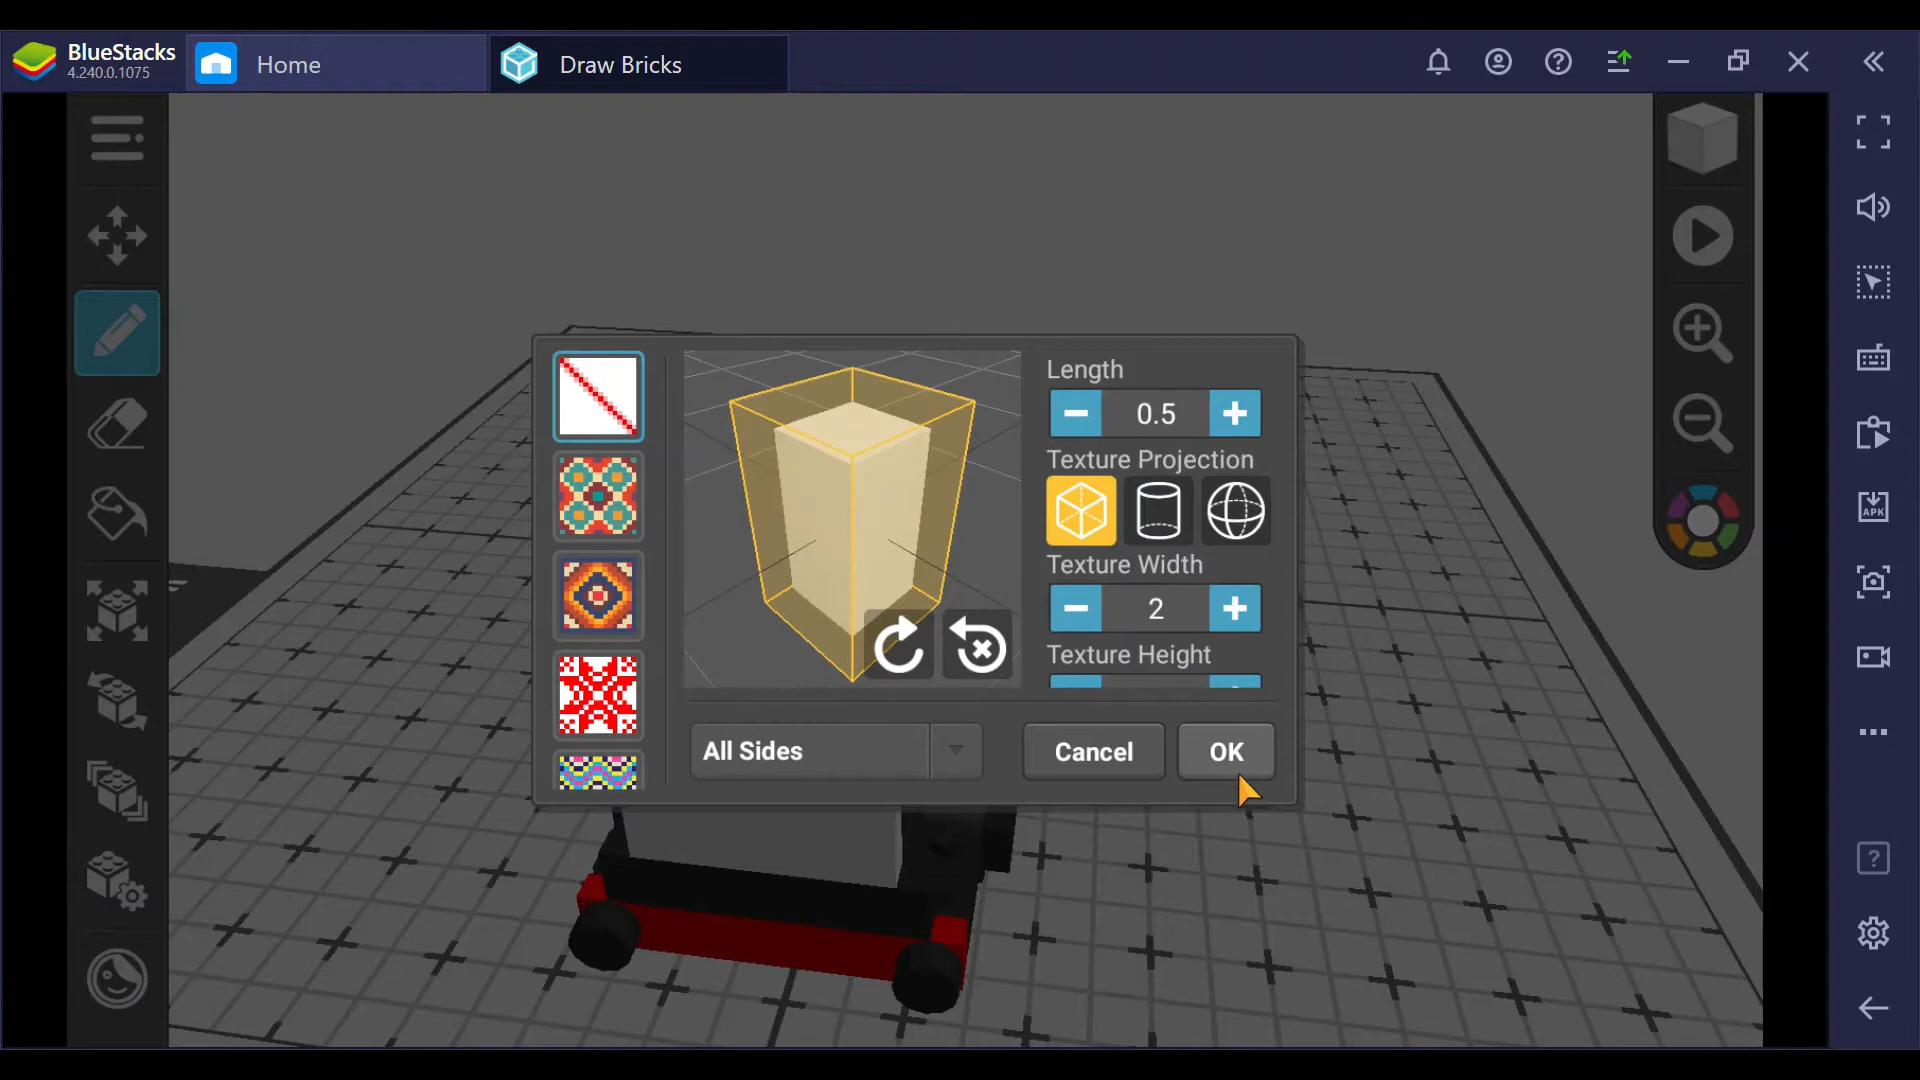 BlueStacks
4.240.0.1075
Home
Draw Bricks
Length
0.5
Texture Projection
Texture Width
2
Texture Height
All Sides
Cancel
OK
APK